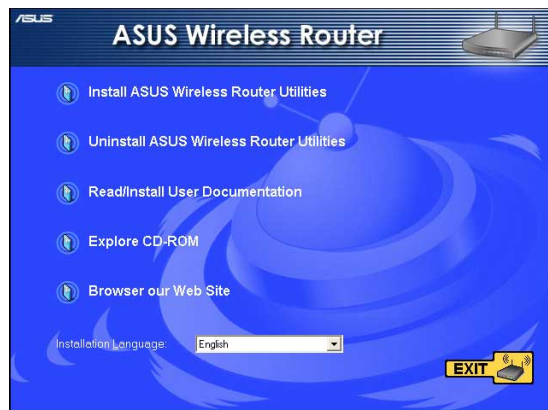 ASUS
ASUS Wireless Router
Install ASUS Wireless Router Utilities
Uninstall ASUS Wireless Router Utilities
Read/Install User Documentation
Explore CD-ROM
Browser our Web Site
Installation Language: English
EXIT